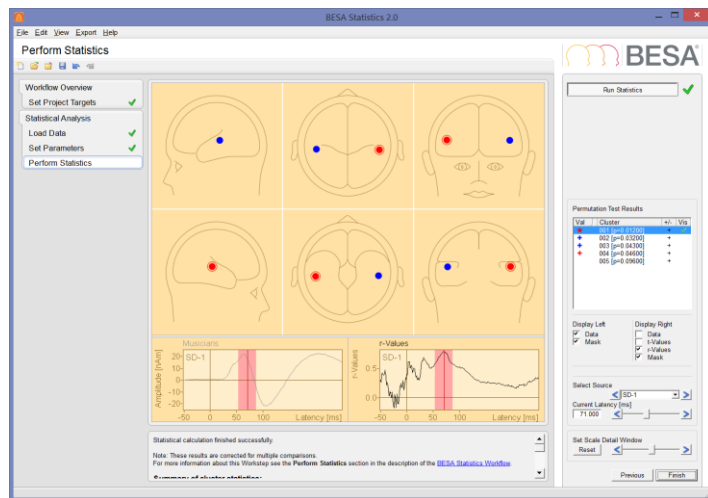 BESA Statistics 2.0
File Edit View Export Help
Perform Statistics
BESA
Workflow Overview
Set Project Targets
Statistical Analysis
Load Data
Set Parameters
Perform Statistics
Run Statistics
Permutation Test Results
Val Cluster +/- Vis
001 [p=0.01200] +
002 [p=0.03200] +
003 [p=0.04300] +
004 [p=0.04600] +
005 [p=0.09600] +
Display Left
Data
Mask
Display Right
Data
t-Values
r-Values
Mask
Select Source
SD-1
Current Latency [ms]
71.000
Set Scale Detail Window
Reset
Previous Finish
Musicians
SD-1
Amplitude [nAm]
20
10
0
-10
-20
-50 0 50 100 Latency [ms]
r-Values
SD-1
r-Values
0.5
0.0
-50 0 50 100 Latency [ms]
Statistical calculation finished successfully.
Note: These results are corrected for multiple comparisons.
For more information about this Workstep see the Perform Statistics section in the description of the BESA Statistics Workflow.
Summary of cluster statistics: